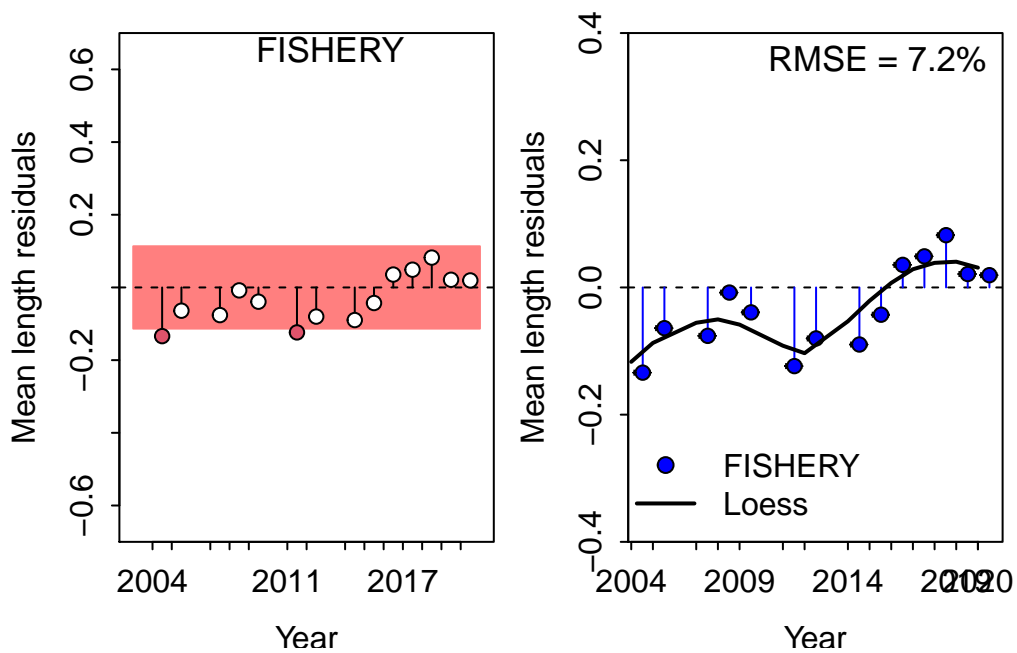 FISHERY
Mean length residuals
0.6
0.4
0.2
−0.2
−0.6
2004 2011 2017
Year
RMSE = 7.2%
Mean length residuals
0.4
0.2
0.0
−0.2
−0.4
FISHERY
Loess
2004 2009 2014 2019 2020
Year